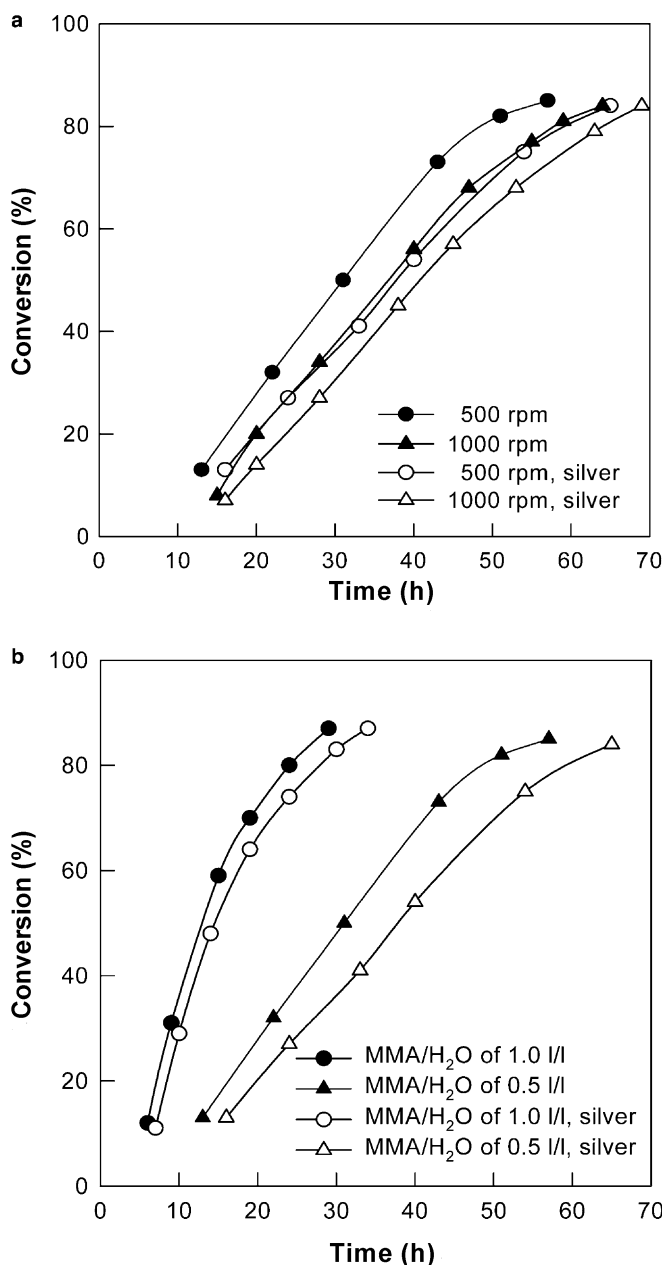 a
100
80
60
40
20
0
Conversion (%)
500 rpm
1000 rpm
500 rpm, silver
1000 rpm, silver
0 10 20 30 40 50 60 70
Time (h)
b
100
80
60
40
20
0
Conversion (%)
MMA/H₂O of 1.0 l/l
MMA/H₂O of 0.5 l/l
MMA/H₂O of 1.0 l/l, silver
MMA/H₂O of 0.5 l/l, silver
0 10 20 30 40 50 60 70
Time (h)